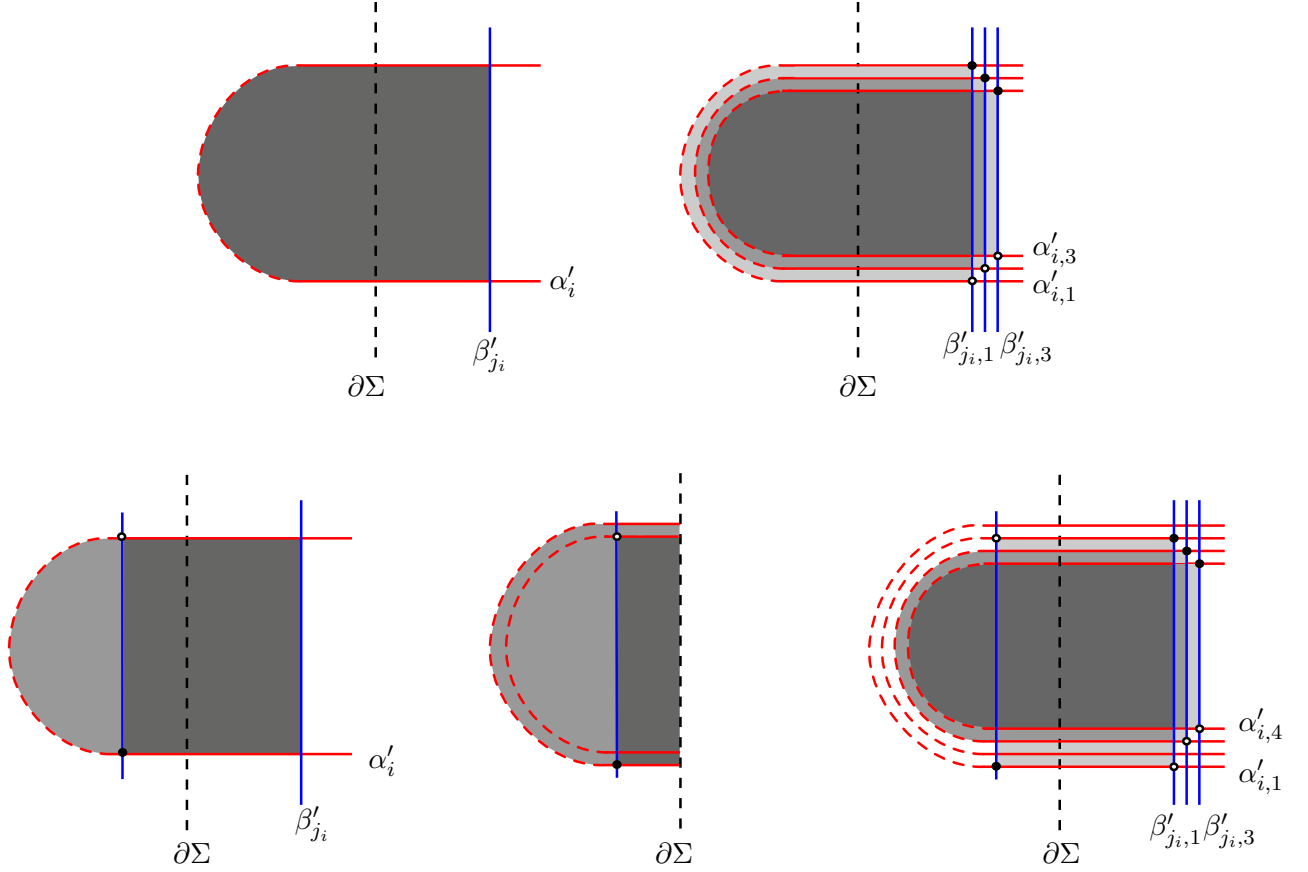 α′_{i,3}
α′_i
α′_{i,1}
β′_{j_i}
β′_{j_i,1} β′_{j_i,3}
∂Σ
∂Σ
α′_{i,4}
α′_i
α′_{i,1}
β′_{j_i}
β′_{j_i,1} β′_{j_i,3}
∂Σ
∂Σ
∂Σ